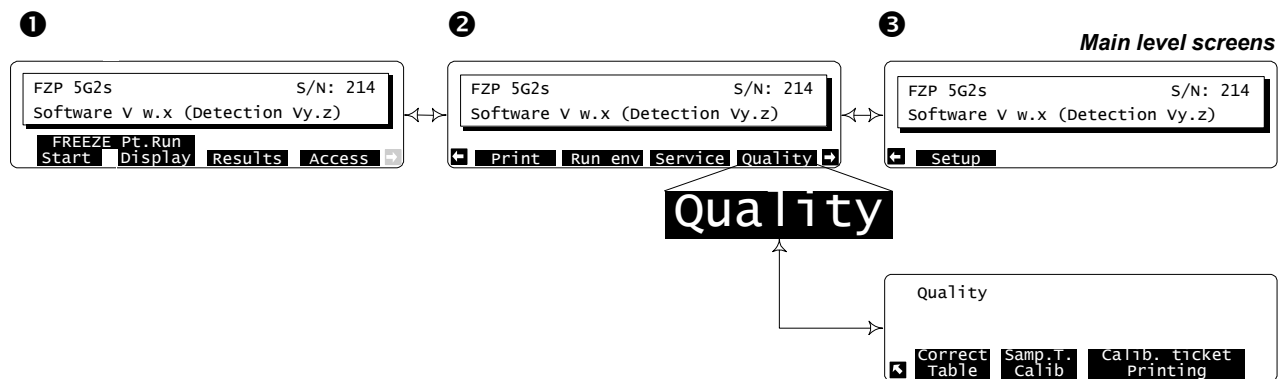 ❶
FZP 5G2s S/N: 214
Software V w.x (Detection Vy.z)
FREEZE Pt.Run
Start Display Results Access
❷
FZP 5G2s S/N: 214
Software V w.x (Detection Vy.z)
Print Run env Service Quality
❸
Main level screens
FZP 5G2s S/N: 214
Software V w.x (Detection Vy.z)
Setup
Quality
Quality
Correct Samp.T. Calib. ticket
Table Calib Printing